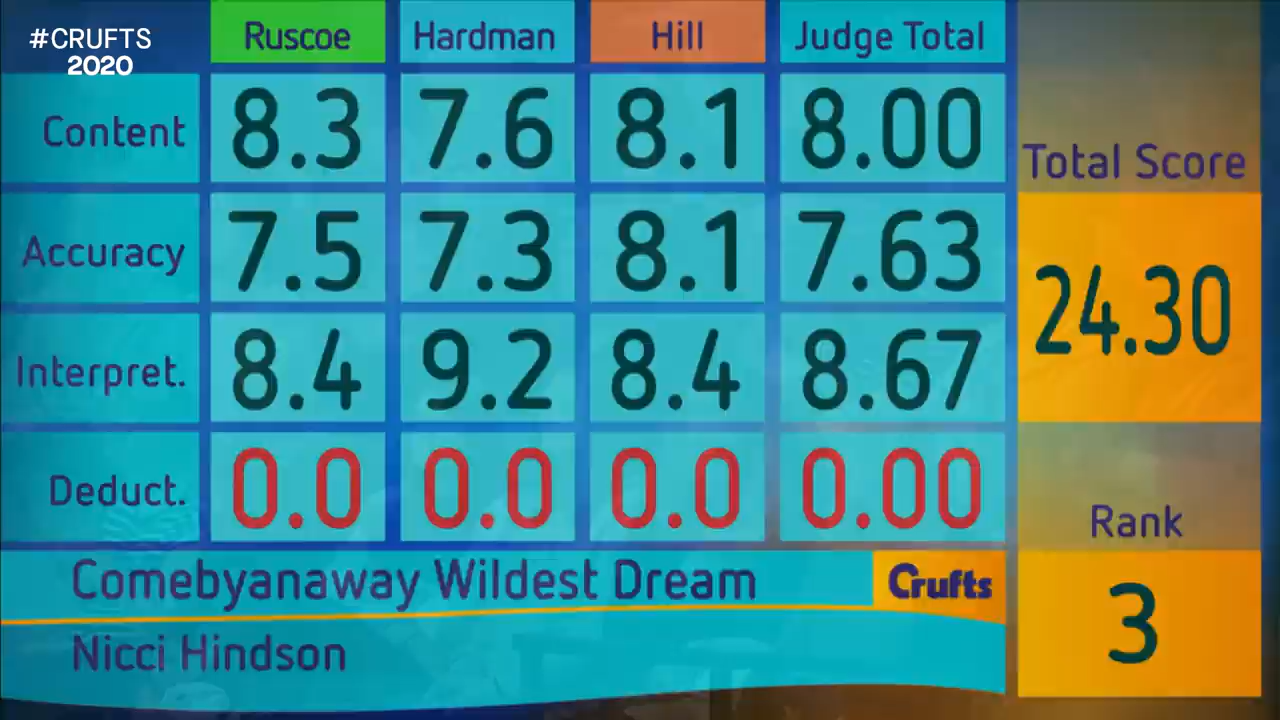 #CRUFTS
2020
Ruscoe Hardman Hill Judge Total
Content 8.3 7.6 8.1 8.00
Total Score
Accuracy 7.5 7.3 8.1 7.63
24.30
Interpret. 8.4 9.2 8.4 8.67
Deduct. 0.0 0.0 0.0 0.00
Rank
Comebyanaway Wildest Dream Crufts
3
Nicci Hindson